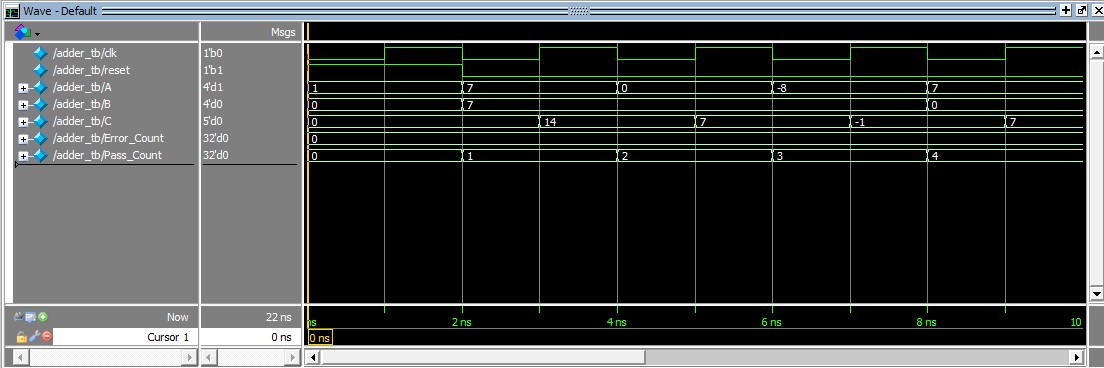 Wave - Default
Msgs
/adder_tb/clk 1'b0
/adder_tb/reset 1'b1
/adder_tb/A 4'd1 1 7 0 -8 7
/adder_tb/B 4'd0 0 7 0
/adder_tb/C 5'd0 0 14 7 -1 7
/adder_tb/Error_Count 32'd0 0
/adder_tb/Pass_Count 32'd0 0 1 2 3 4
Now 22 ns ns 2 ns 4 ns 6 ns 8 ns 10
Cursor 1 0 ns 0 ns